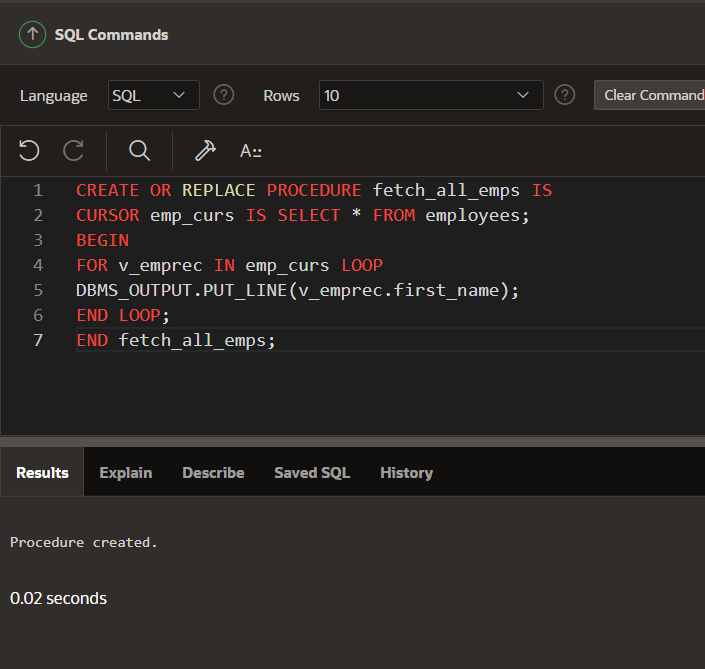 SQL Commands
Language SQL Rows 10 Clear Command
A::
1 CREATE OR REPLACE PROCEDURE fetch_all_emps IS
2 CURSOR emp_curs IS SELECT * FROM employees;
3 BEGIN
4 FOR v_emprec IN emp_curs LOOP
5 DBMS_OUTPUT.PUT_LINE(v_emprec.first_name);
6 END LOOP;
7 END fetch_all_emps;
Results Explain Describe Saved SQL History
Procedure created.
0.02 seconds